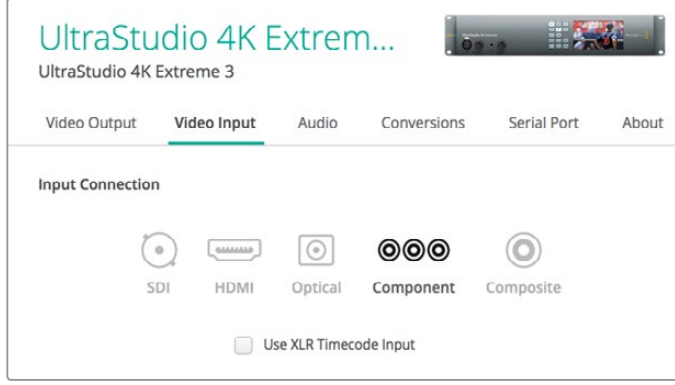 UltraStudio 4K Extrem...
UltraStudio 4K Extreme 3
Video Output Video Input Audio Conversions Serial Port About
Input Connection
SDI HDMI Optical Component Composite
Use XLR Timecode Input